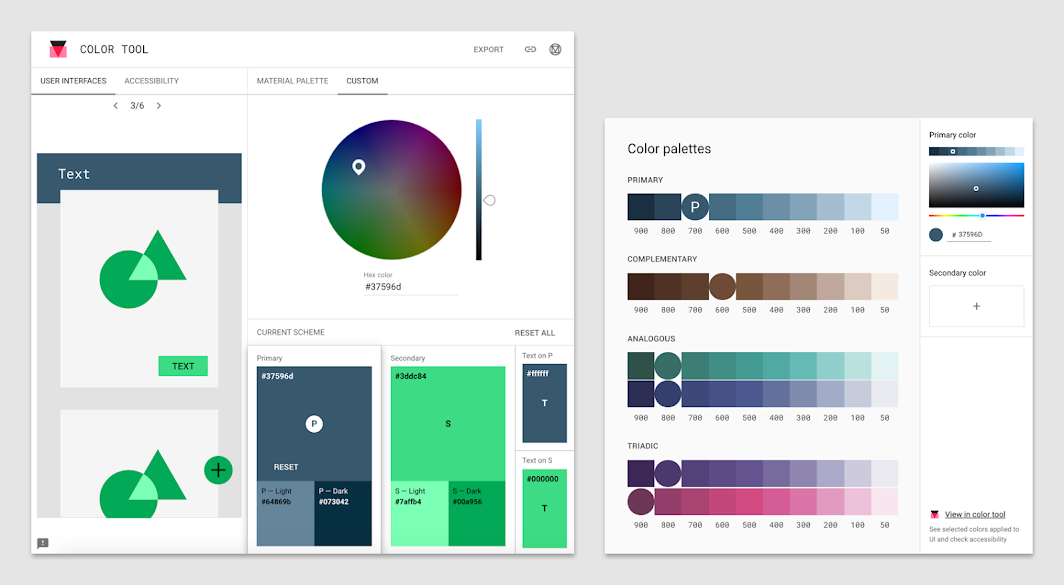 COLOR TOOL
EXPORT
USER INTERFACES
ACCESSIBILITY
MATERIAL PALETTE
CUSTOM
3/6
Text
TEXT
Hex color
#37596d
CURRENT SCHEME
RESET ALL
Primary
#37596d
P
RESET
P — Light
#64869b
P — Dark
#073042
Secondary
#3ddc84
S
S — Light
#7affb4
S — Dark
#00a956
Text on P
#ffffff
T
Text on S
#000000
T
Color palettes
PRIMARY
P
900 800 700 600 500 400 300 200 100 50
COMPLEMENTARY
900 800 700 600 500 400 300 200 100 50
ANALOGOUS
900 800 700 600 500 400 300 200 100 50
TRIADIC
900 800 700 600 500 400 300 200 100 50
Primary color
# 37596D
Secondary color
+
View in color tool
See selected colors applied to
UI and check accessibility